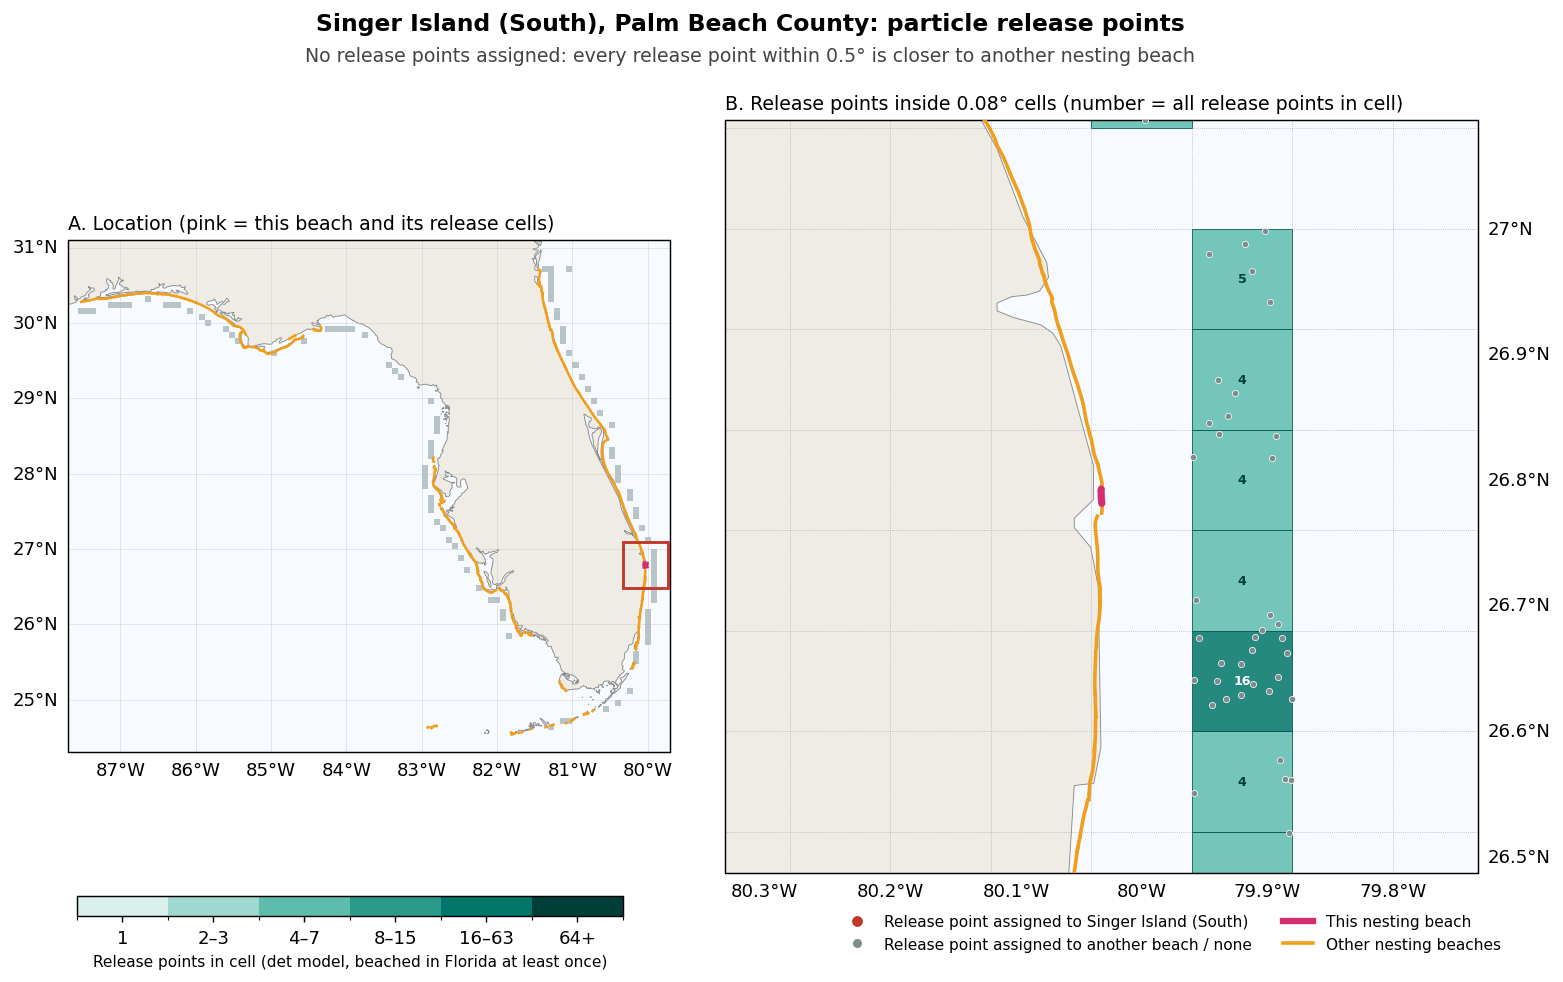 Singer Island (South), Palm Beach County: particle release points
No release points assigned: every release point within 0.5° is closer to another nesting beach
A. Location (pink = this beach and its release cells)
31°N
30°N
29°N
28°N
27°N
26°N
25°N
87°W 86°W 85°W 84°W 83°W 82°W 81°W 80°W
B. Release points inside 0.08° cells (number = all release points in cell)
5
4
4
4
16
4
27°N
26.9°N
26.8°N
26.7°N
26.6°N
26.5°N
80.3°W 80.2°W 80.1°W 80°W 79.9°W 79.8°W
1 2–3 4–7 8–15 16–63 64+
Release points in cell (det model, beached in Florida at least once)
Release point assigned to Singer Island (South)
Release point assigned to another beach / none
This nesting beach
Other nesting beaches